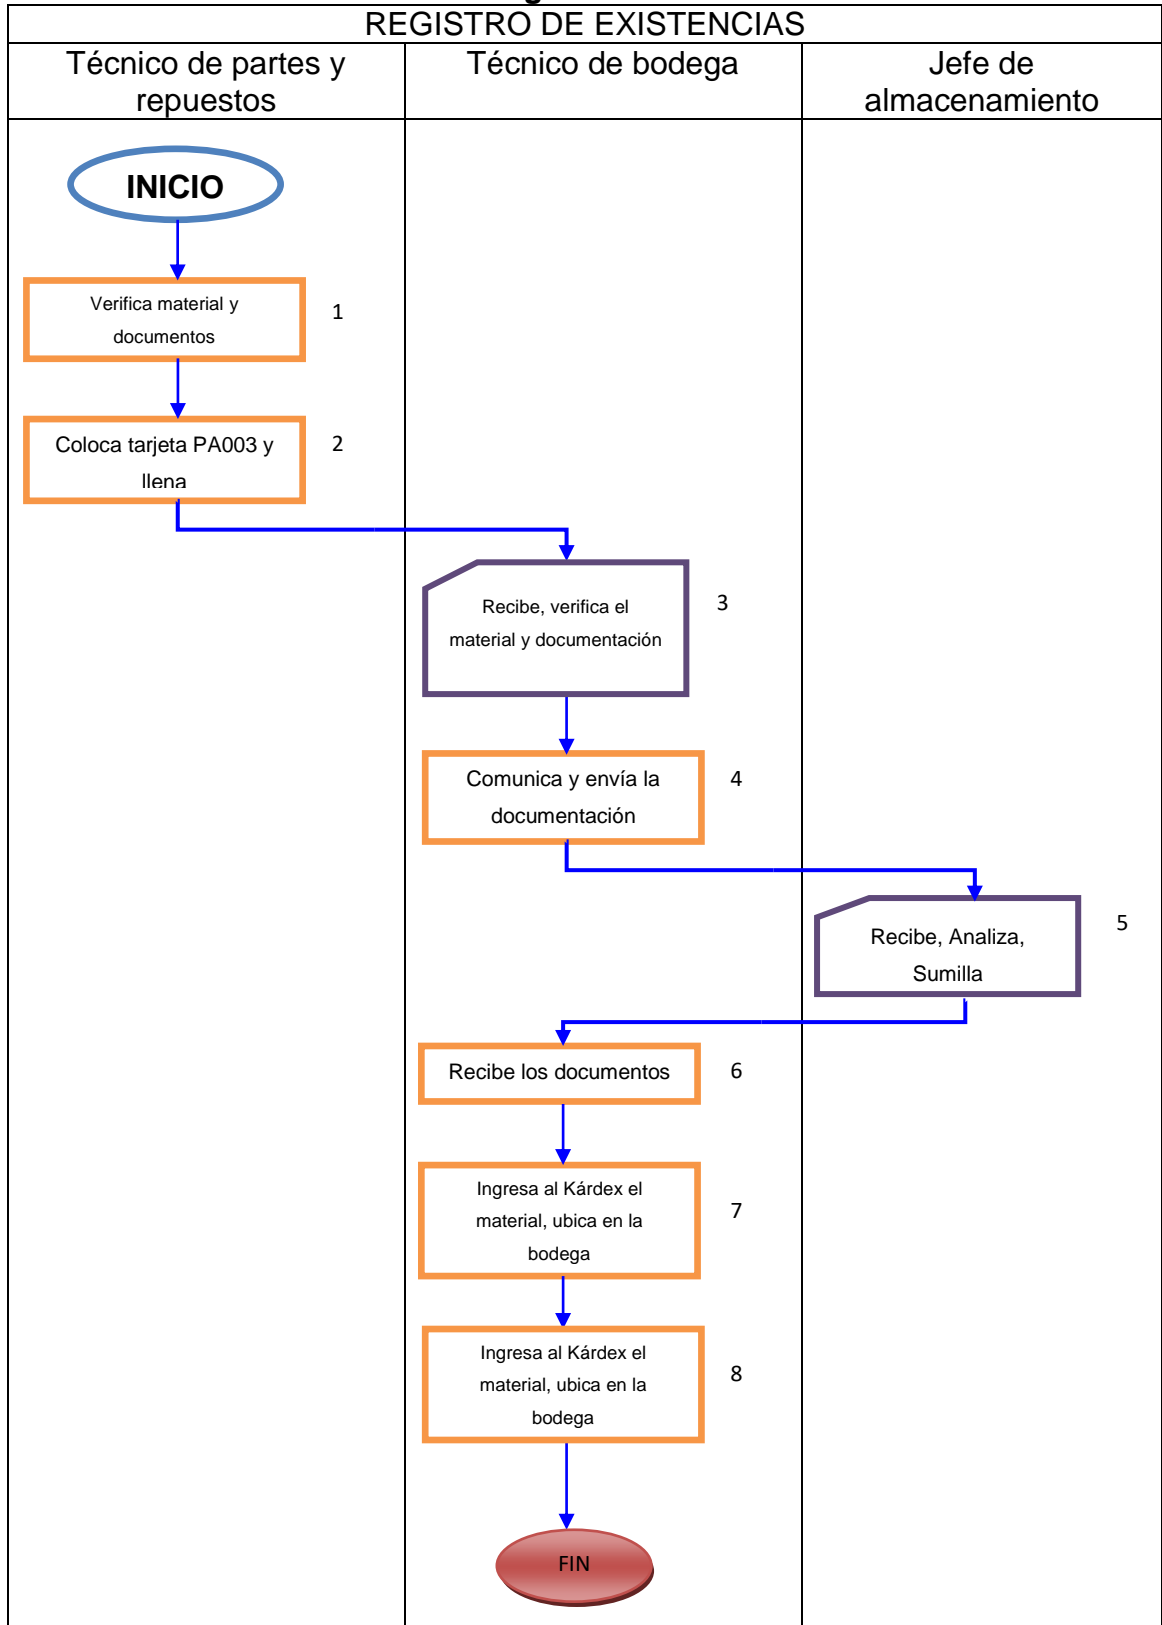 REGISTRO DE EXISTENCIAS
Técnico de partes y
repuestos
Técnico de bodega
Jefe de
almacenamiento
INICIO
Verifica material y
documentos
1
Coloca tarjeta PA003 y
llena
2
Recibe, verifica el
material y documentación
3
Comunica y envía la
documentación
4
Recibe, Analiza,
Sumilla
5
Recibe los documentos
6
Ingresa al Kárdex el
material, ubica en la
bodega
7
Ingresa al Kárdex el
material, ubica en la
bodega
8
FIN